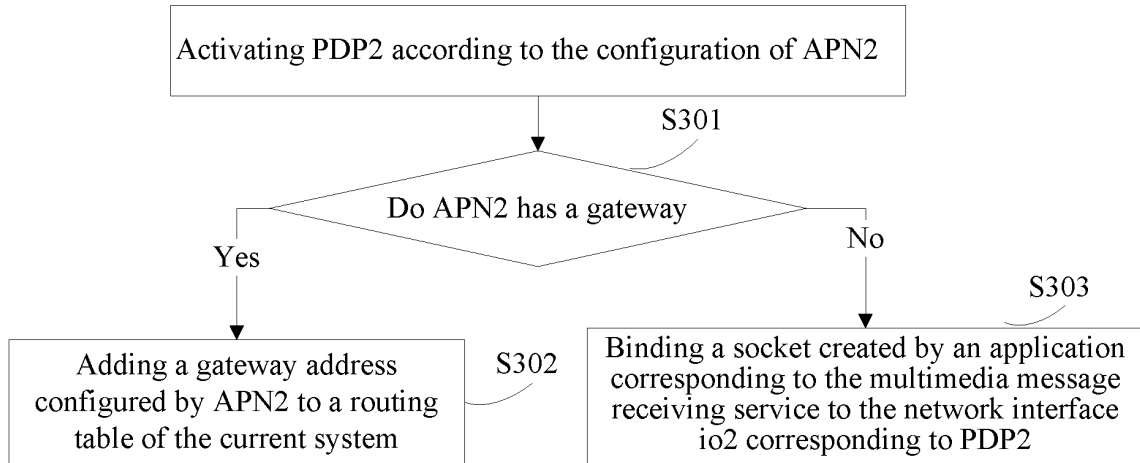 Activating PDP2 according to the configuration of APN2
S301
Do APN2 has a gateway
Yes
No
S303
Adding a gateway address
configured by APN2 to a routing
table of the current system
S302
Binding a socket created by an application
corresponding to the multimedia message
receiving service to the network interface
io2 corresponding to PDP2